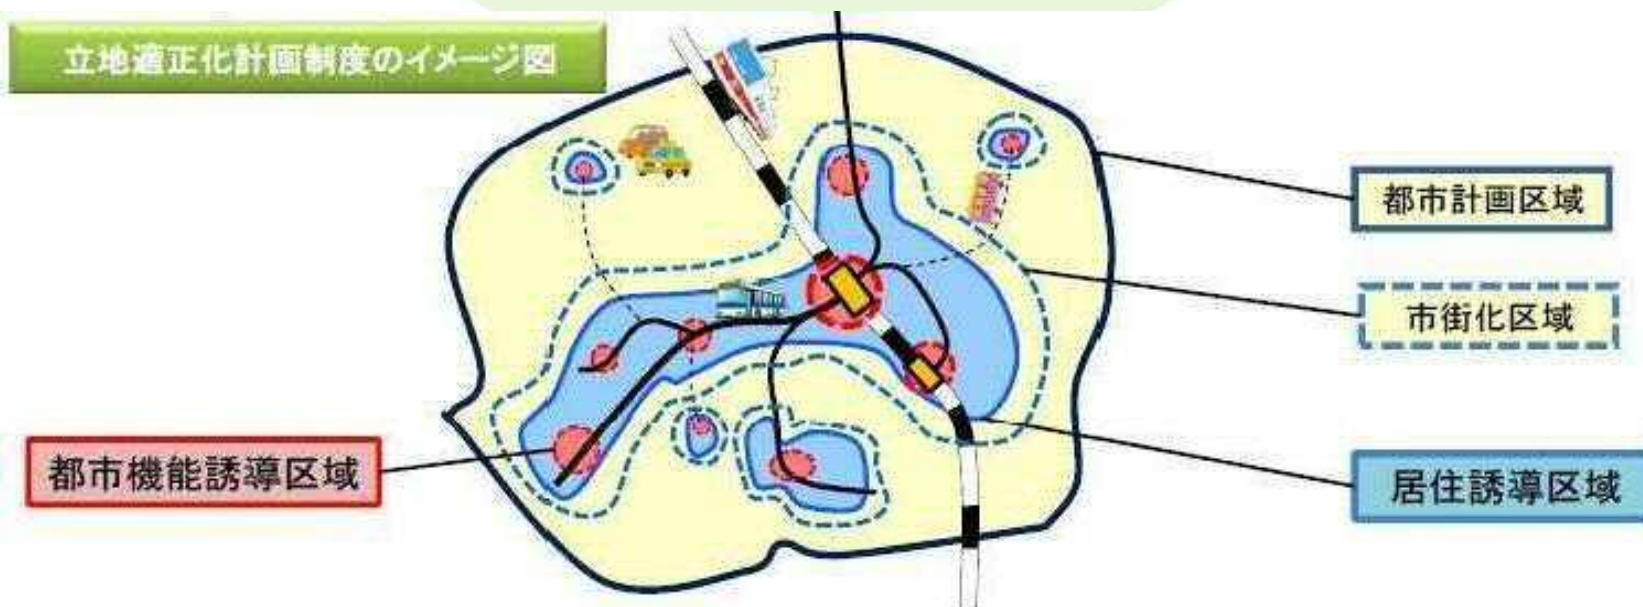 立地適正化計画制度のイメージ図
都市計画区域
市街化区域
都市機能誘導区域
居住誘導区域